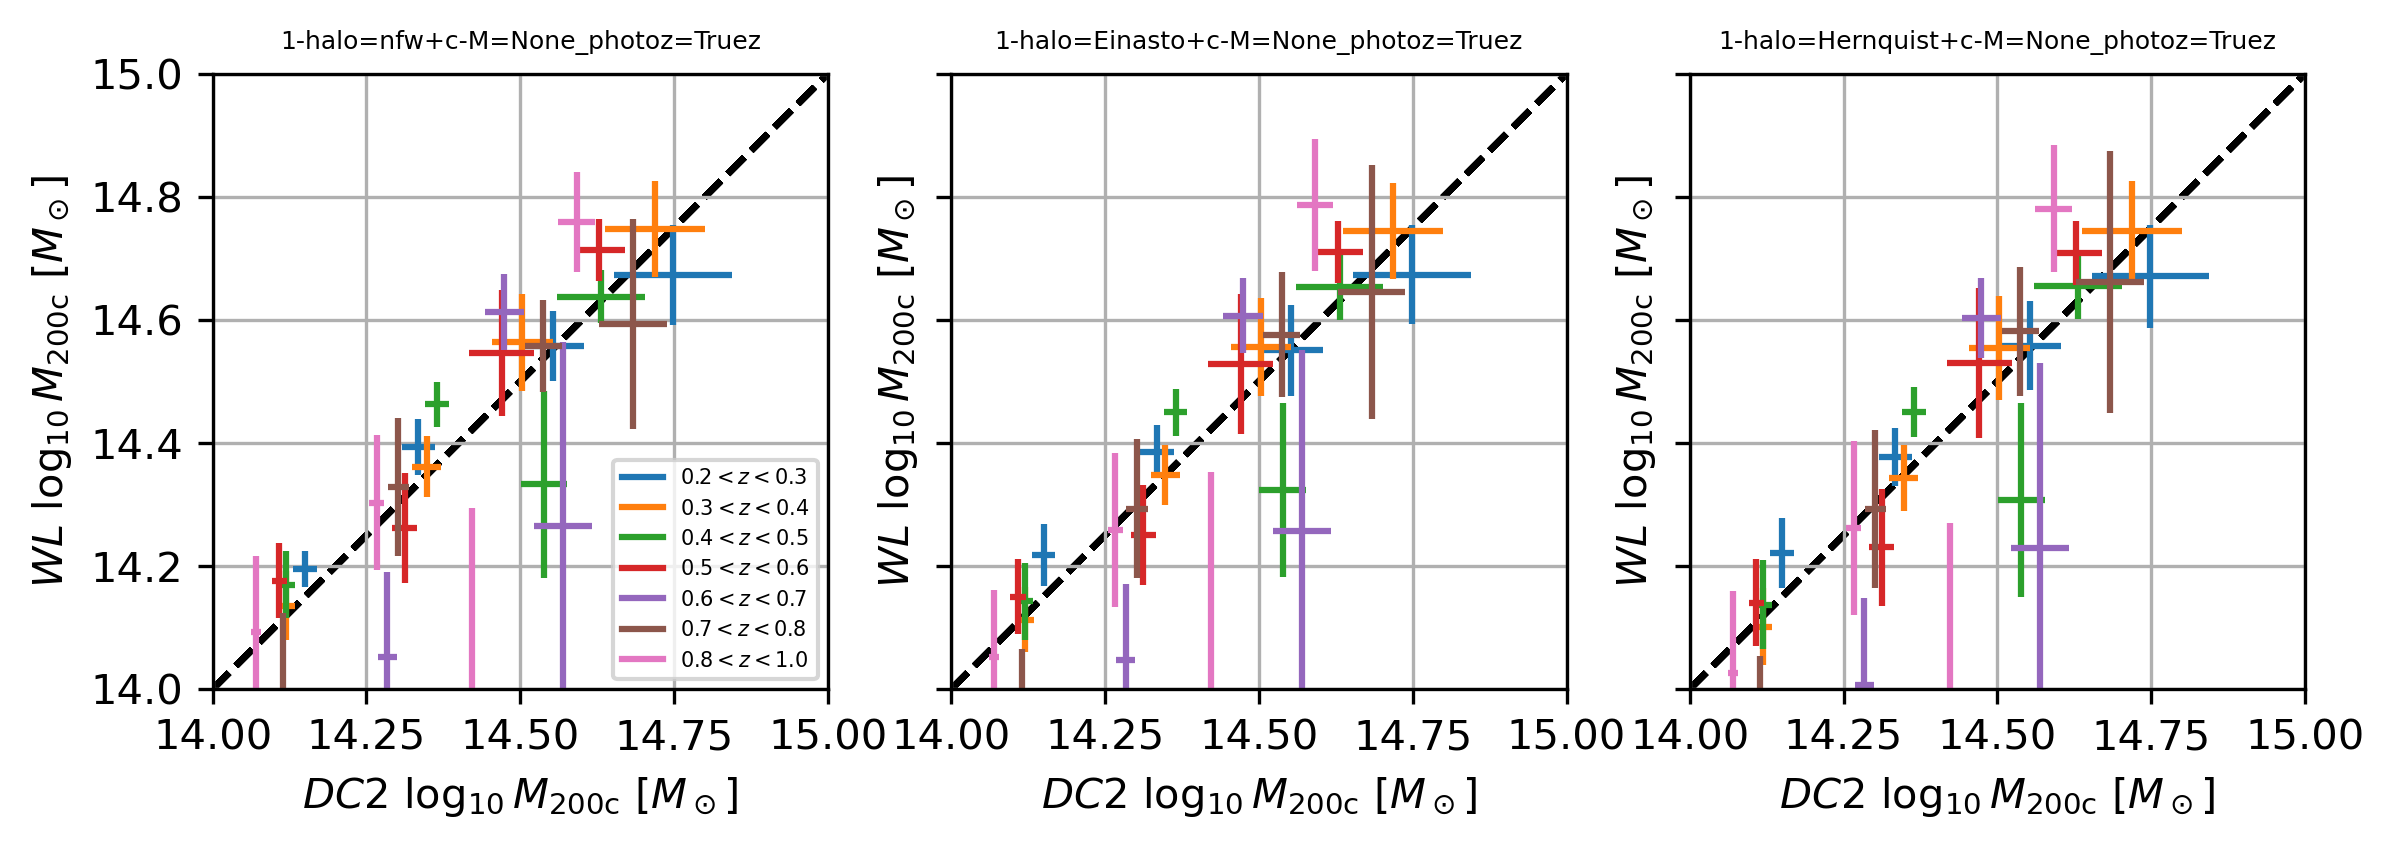 1-halo=nfw+c-M=None_photoz=Truez
1-halo=Einasto+c-M=None_photoz=Truez
1-halo=Hernquist+c-M=None_photoz=Truez
15.0
14.8
14.6
14.4
14.2
14.0
WL log₁₀ M₂₀₀c [M⊙]
WL log₁₀ M₂₀₀c [M⊙]
WL log₁₀ M₂₀₀c [M⊙]
0.2 < z < 0.3
0.3 < z < 0.4
0.4 < z < 0.5
0.5 < z < 0.6
0.6 < z < 0.7
0.7 < z < 0.8
0.8 < z < 1.0
14.00 14.25 14.50 14.75 15.00
14.00 14.25 14.50 14.75 15.00
14.00 14.25 14.50 14.75 15.00
DC2 log₁₀ M₂₀₀c [M⊙]
DC2 log₁₀ M₂₀₀c [M⊙]
DC2 log₁₀ M₂₀₀c [M⊙]